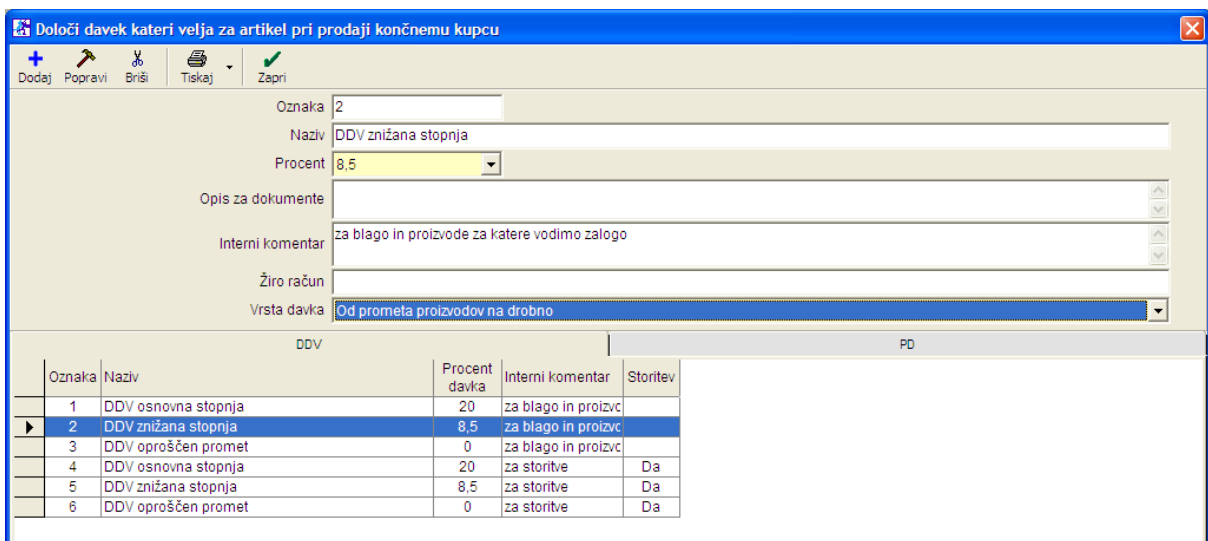 Določi davek kateri velja za artikel pri prodaji končnemu kupcu
Dodaj Popravi Briši Tiskaj Zapri
Oznaka 2
Naziv DDV znižana stopnja
Procent 8,5
Opis za dokumente
Interni komentar za blago in proizvode za katere vodimo zalogo
Žiro račun
Vrsta davka Od prometa proizvodov na drobno
DDV PD
Oznaka Naziv Procent davka Interni komentar Storitev
1 DDV osnovna stopnja 20 za blago in proizvc
2 DDV znižana stopnja 8,5 za blago in proizvc
3 DDV oproščen promet 0 za blago in proizvc
4 DDV osnovna stopnja 20 za storitve Da
5 DDV znižana stopnja 8,5 za storitve Da
6 DDV oproščen promet 0 za storitve Da